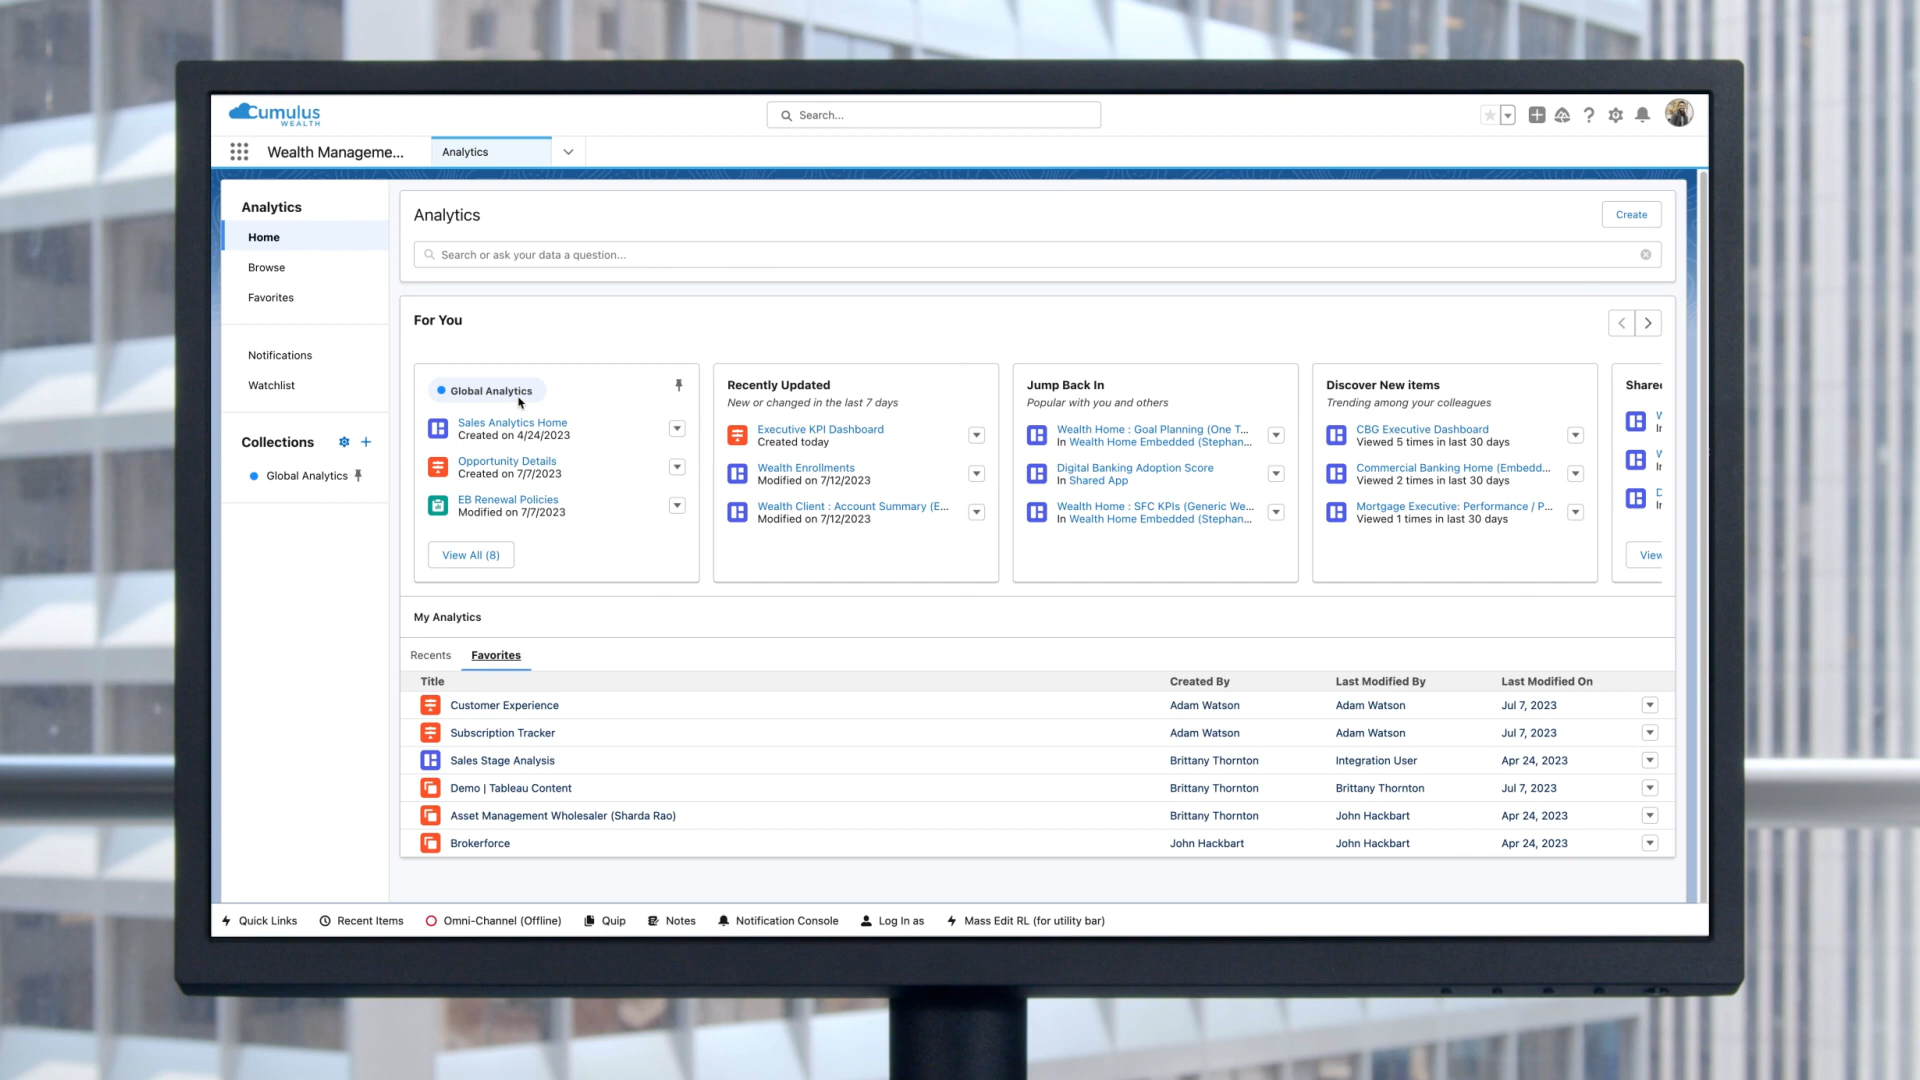 Cumulus
WEALTH
Search...
Wealth Manageme...
Analytics
Analytics
Home
Browse
Favorites
Notifications
Watchlist
Collections
Global Analytics
Analytics
Create
Search or ask your data a question...
For You
Global Analytics
Sales Analytics Home
Created on 4/24/2023
Opportunity Details
Created on 7/7/2023
EB Renewal Policies
Modified on 7/7/2023
View All (8)
Recently Updated
New or changed in the last 7 days
Executive KPI Dashboard
Created today
Wealth Enrollments
Modified on 7/12/2023
Wealth Client : Account Summary (E...
Modified on 7/12/2023
Jump Back In
Popular with you and others
Wealth Home : Goal Planning (One T...
In Wealth Home Embedded (Stephan...
Digital Banking Adoption Score
In Shared App
Wealth Home : SFC KPIs (Generic We...
In Wealth Home Embedded (Stephan...
Discover New items
Trending among your colleagues
CBG Executive Dashboard
Viewed 5 times in last 30 days
Commercial Banking Home (Embedd...
Viewed 2 times in last 30 days
Mortgage Executive: Performance / P...
Viewed 1 times in last 30 days
Shared
View
My Analytics
Recents
Favorites
Title Created By Last Modified By Last Modified On
Customer Experience Adam Watson Adam Watson Jul 7, 2023
Subscription Tracker Adam Watson Adam Watson Jul 7, 2023
Sales Stage Analysis Brittany Thornton Integration User Apr 24, 2023
Demo | Tableau Content Brittany Thornton Brittany Thornton Jul 7, 2023
Asset Management Wholesaler (Sharda Rao) Brittany Thornton John Hackbart Apr 24, 2023
Brokerforce John Hackbart John Hackbart Apr 24, 2023
Quick Links Recent Items Omni-Channel (Offline) Quip Notes Notification Console Log In as Mass Edit RL (for utility bar)